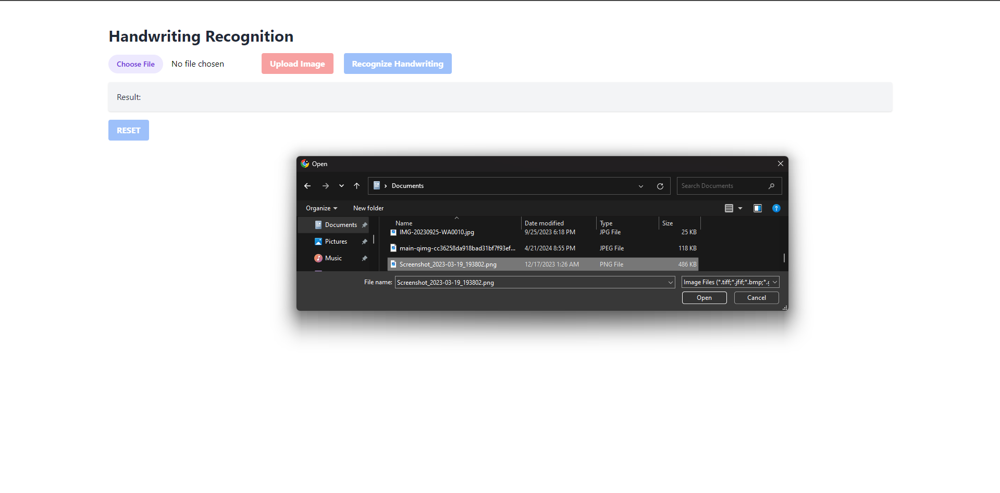 Handwriting Recognition
Choose File No file chosen Upload Image Recognize Handwriting
Result:
RESET
Open
Documents Search Documents
Organize New folder
Documents
Pictures
Music
Name Date modified Type Size
IMG-20230925-WA0010.jpg 9/25/2023 6:18 PM JPG File 25 KB
main-qimg-cc36258da918bad31bf7f93ef... 4/21/2024 8:55 PM JPEG File 118 KB
Screenshot_2023-03-19_193802.png 12/17/2023 1:26 AM PNG File 486 KB
File name: Screenshot_2023-03-19_193802.png Image Files (*.tiff;*.jfif;*.bmp;*.g
Open Cancel